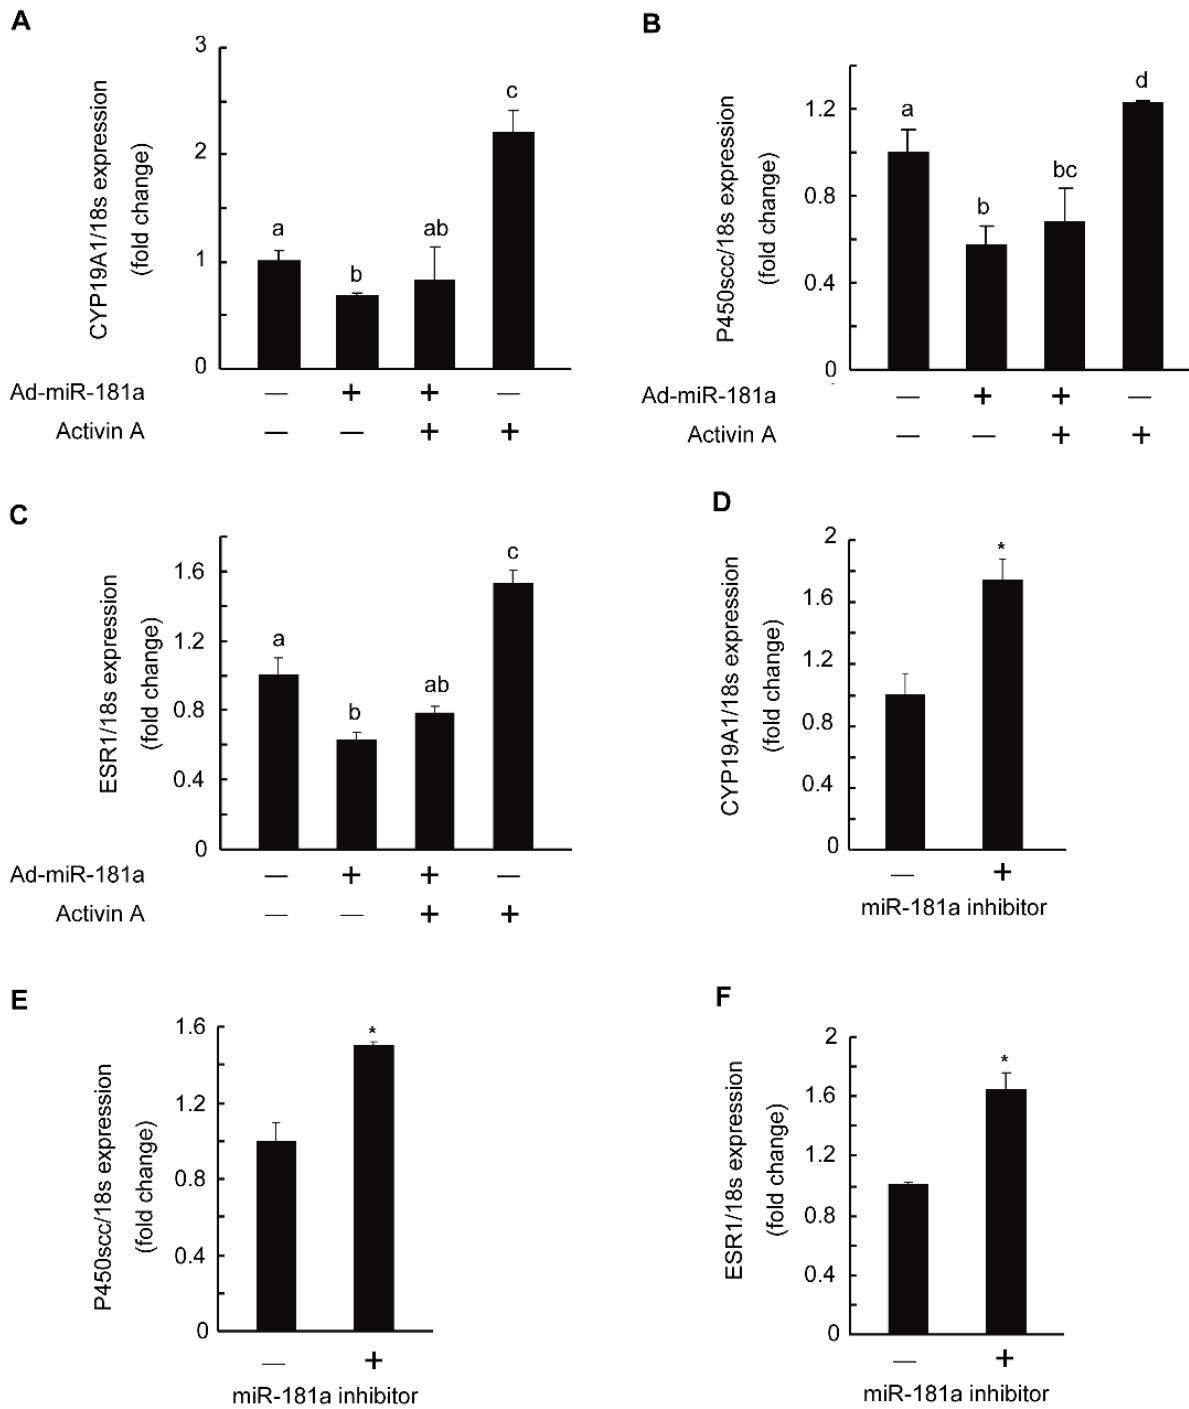 A
CYP19A1/18s expression
(fold change)
3
2
1
0
a
b
ab
c
Ad-miR-181a — + + —
Activin A — — + +
B
P450scc/18s expression
(fold change)
1.2
0.8
0.4
0
a
b
bc
d
Ad-miR-181a — + + —
Activin A — — + +
C
ESR1/18s expression
(fold change)
1.6
1.2
0.8
0.4
0
a
b
ab
c
Ad-miR-181a — + + —
Activin A — — + +
D
CYP19A1/18s expression
(fold change)
2
1.6
1.2
0.8
0.4
0
*
— +
miR-181a inhibitor
E
P450scc/18s expression
(fold change)
1.6
1.2
0.8
0.4
0
*
— +
miR-181a inhibitor
F
ESR1/18s expression
(fold change)
2
1.6
1.2
0.8
0.4
0
*
— +
miR-181a inhibitor